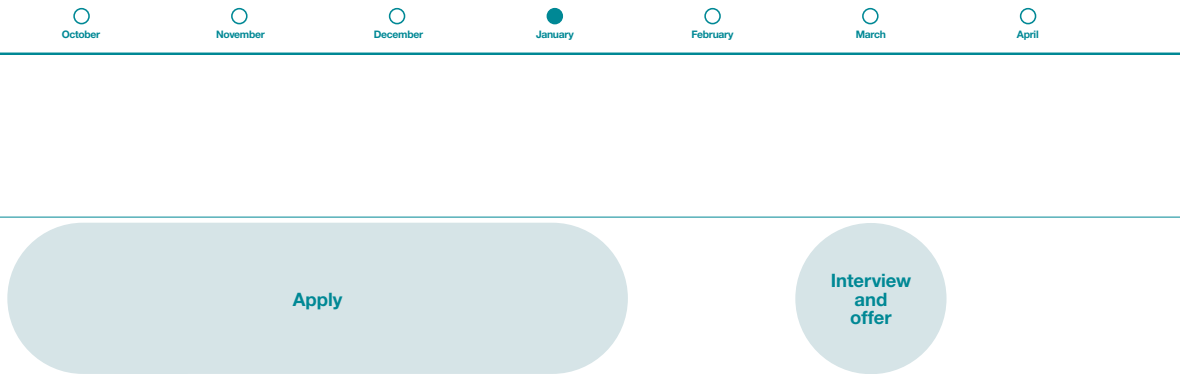 October November December January February March April
Apply
Interview
and
offer